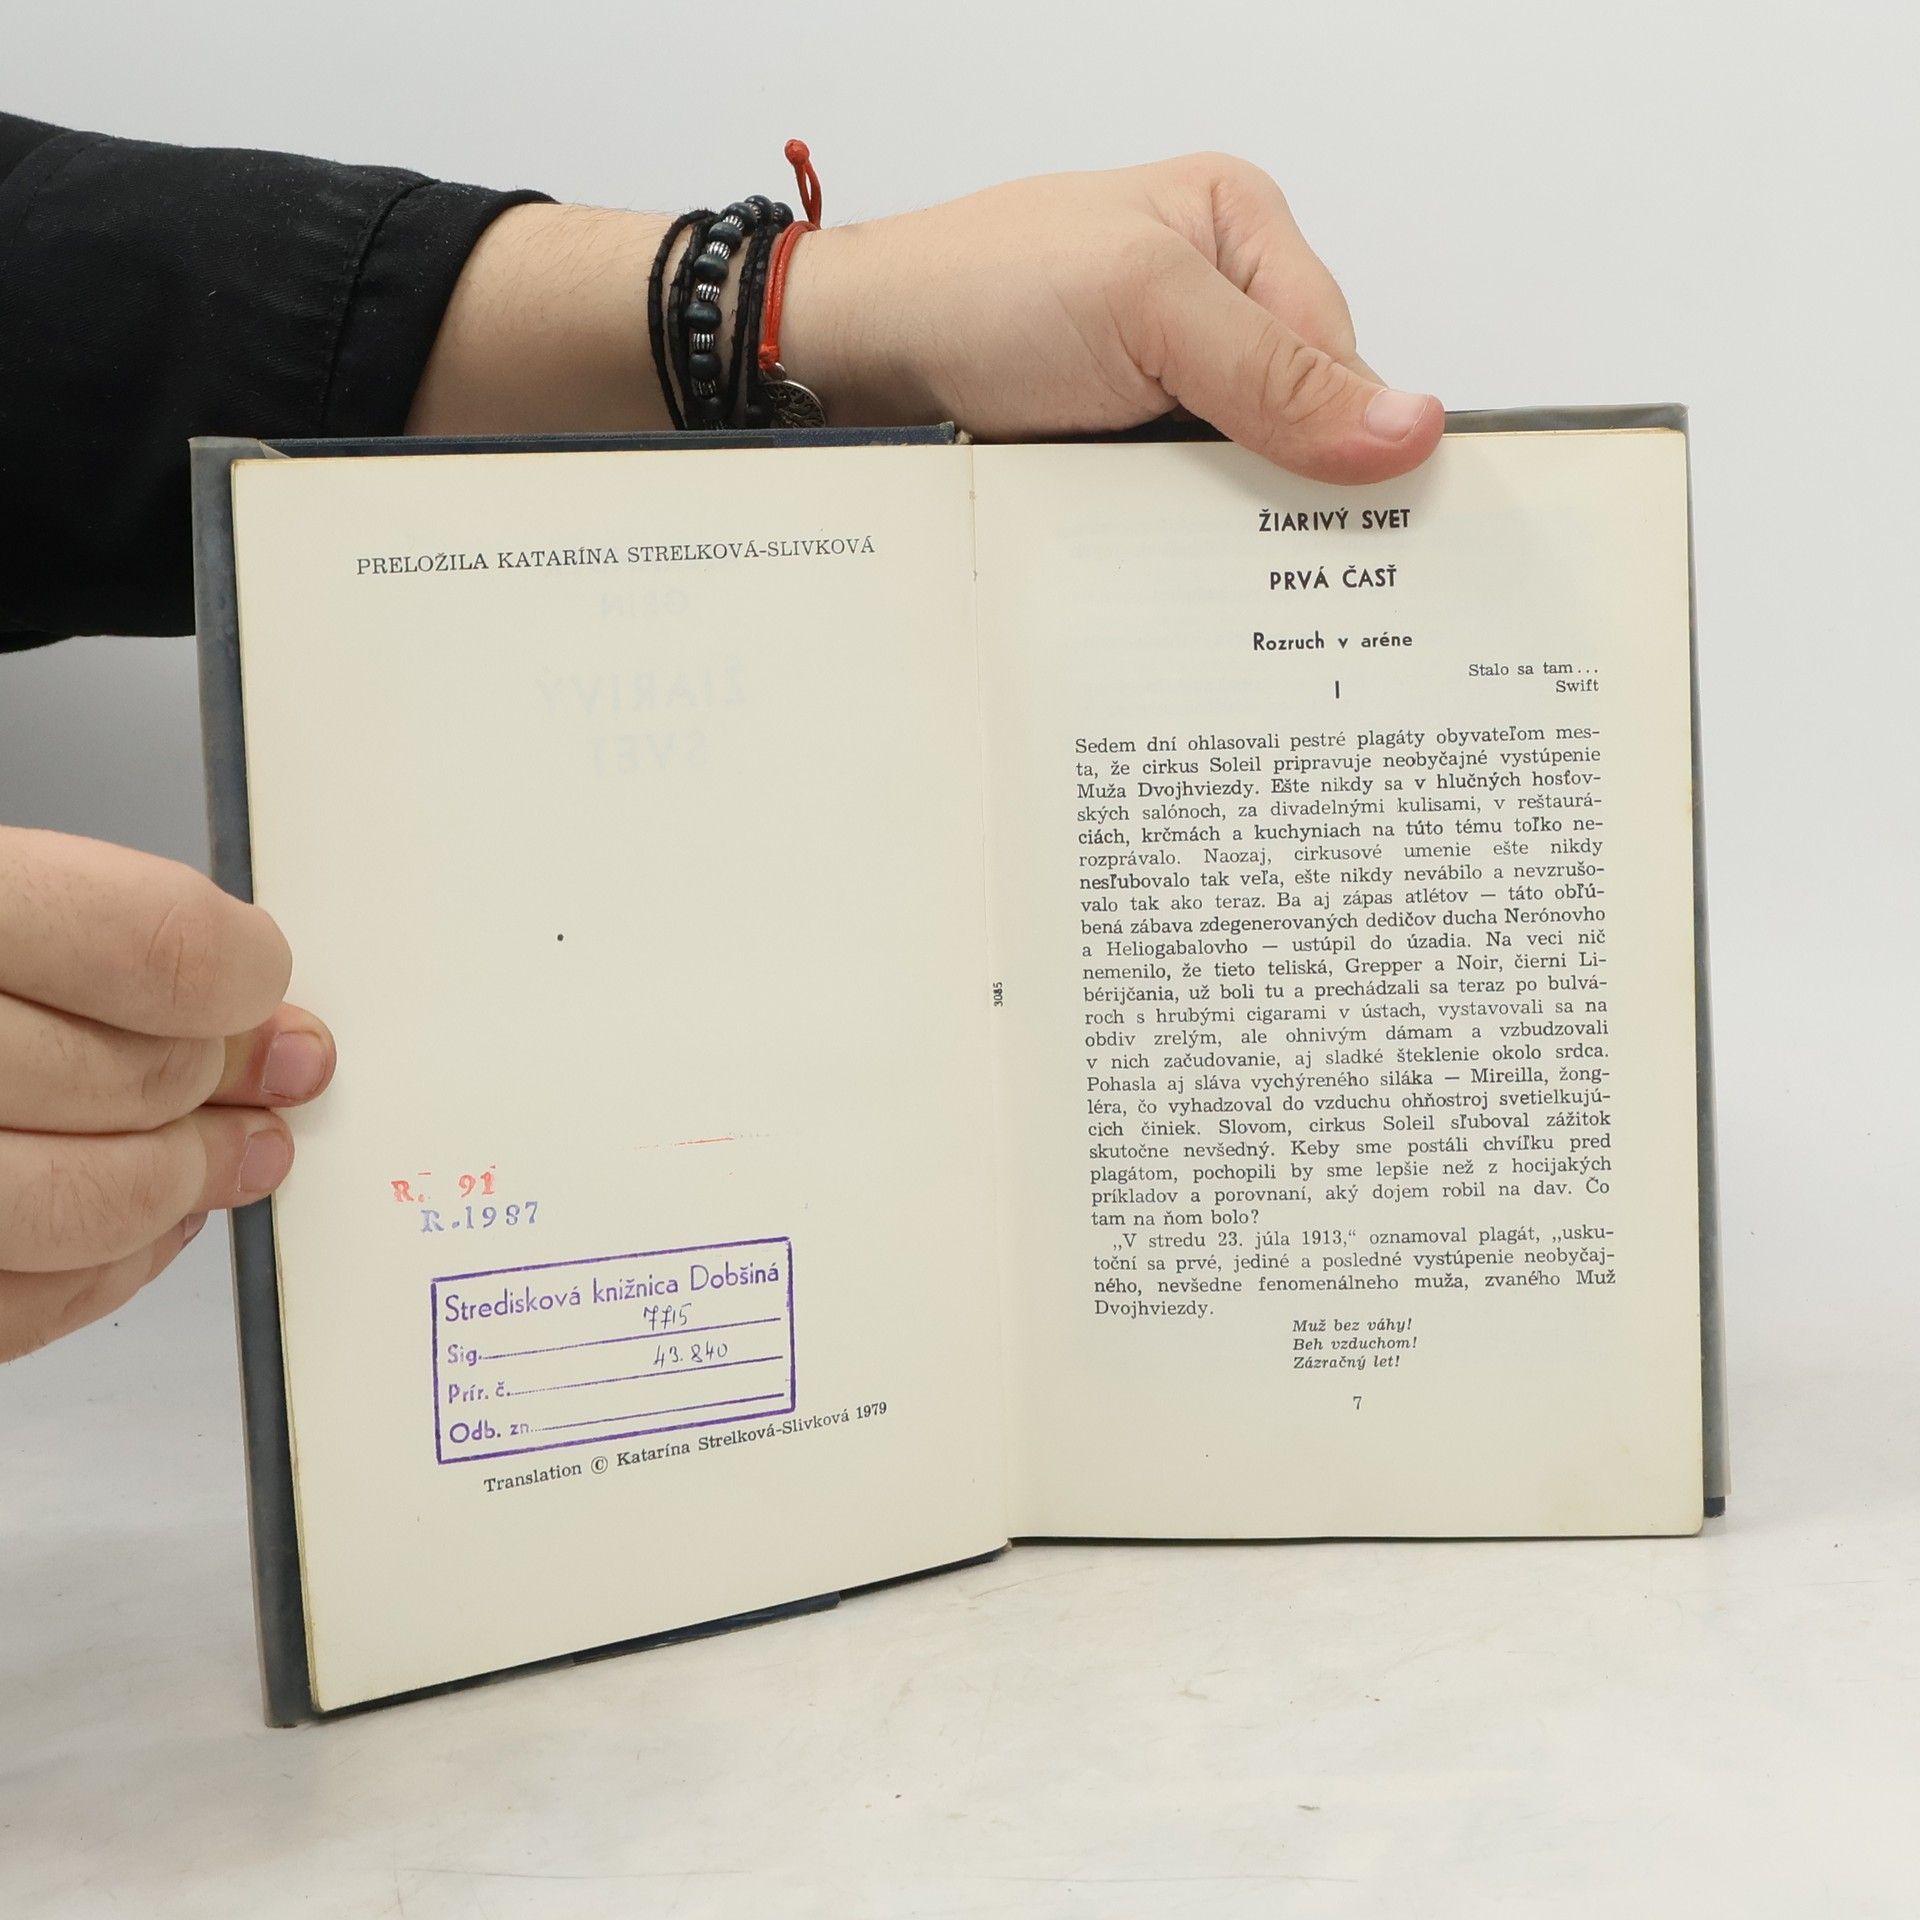 PRELOŽILA KATARÍNA STRELKOVÁ-SLIVKOVÁ
R. 91
R.1987
Stredisková knižnica Dobšiná
7715
Sig.
43.840
Prír. č.
Odb. zn.
Translation © Katarína Strelková-Slivková 1979
3085
ŽIARIVÝ SVET
PRVÁ ČASŤ
Rozruch v aréne
Stalo sa tam...
Swift
I
Sedem dní ohlasovali pestré plagáty obyvateľom mes-
ta, že cirkus Soleil pripravuje neobyčajné vystúpenie
Muža Dvojhviezdy. Ešte nikdy sa v hlučných hosťov-
ských salónoch, za divadelnými kulisami, v reštaurá-
ciách, krčmách a kuchyniach na túto tému toľko ne-
rozprávalo. Naozaj, cirkusové umenie ešte nikdy
nesľubovalo tak veľa, ešte nikdy nevábilo a nevzrušo-
valo tak ako teraz. Ba aj zápas atlétov — táto obľú-
bená zábava zdegenerovaných dedičov ducha Nerónovho
a Heliogabalovho — ustúpil do úzadia. Na veci nič
nemenilo, že tieto teliská, Grepper a Noir, čierni Li-
bérijčania, už boli tu a prechádzali sa teraz po bulvá-
roch s hrubými cigarami v ústach, vystavovali sa na
obdiv zrelým, ale ohnivým dámam a vzbudzovali
v nich začudovanie, aj sladké šteklenie okolo srdca.
Pohasla aj sláva vychýreného siláka — Mireilla, žong-
léra, čo vyhadzoval do vzduchu ohňostroj svetielkujú-
cich činiek. Slovom, cirkus Soleil sľuboval zážitok
skutočne nevšedný. Keby sme postáli chvíľku pred
plagátom, pochopili by sme lepšie než z hocijakých
príkladov a porovnaní, aký dojem robil na dav. Čo
tam na ňom bolo?
„V stredu 23. júla 1913,“ oznamoval plagát, „usku-
toční sa prvé, jediné a posledné vystúpenie neobyčaj-
ného, nevšedne fenomenálneho muža, zvaného Muž
Dvojhviezdy.
Muž bez váhy!
Beh vzduchom!
Zázračný let!
7